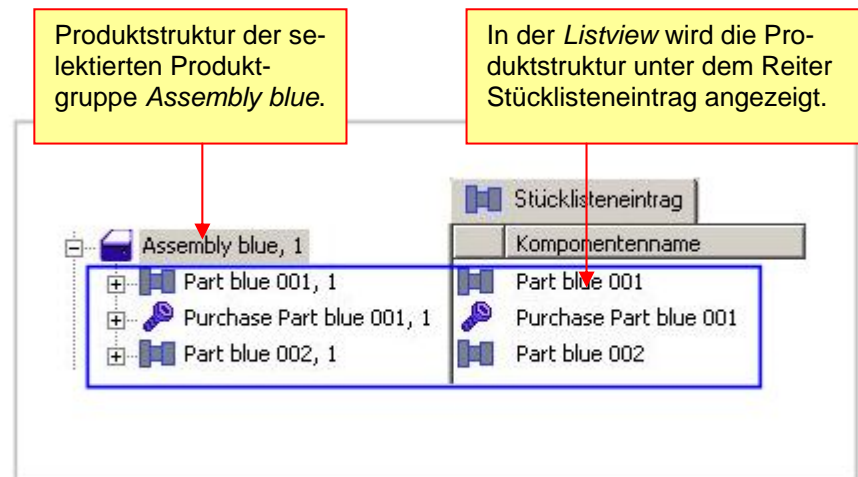 Produktstruktur der se-
lektierten Produkt-
gruppe Assembly blue.
In der Listview wird die Pro-
duktstruktur unter dem Reiter
Stücklisteneintrag angezeigt.
Stücklisteneintrag
Assembly blue, 1
Komponentenname
Part blue 001, 1
Part blue 001
Purchase Part blue 001, 1
Purchase Part blue 001
Part blue 002, 1
Part blue 002